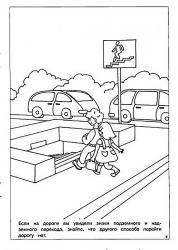 Если на дороге вы увидели знаки подземного и над-
земного перехода, знайте, что другого способа перейти
дорогу нет.